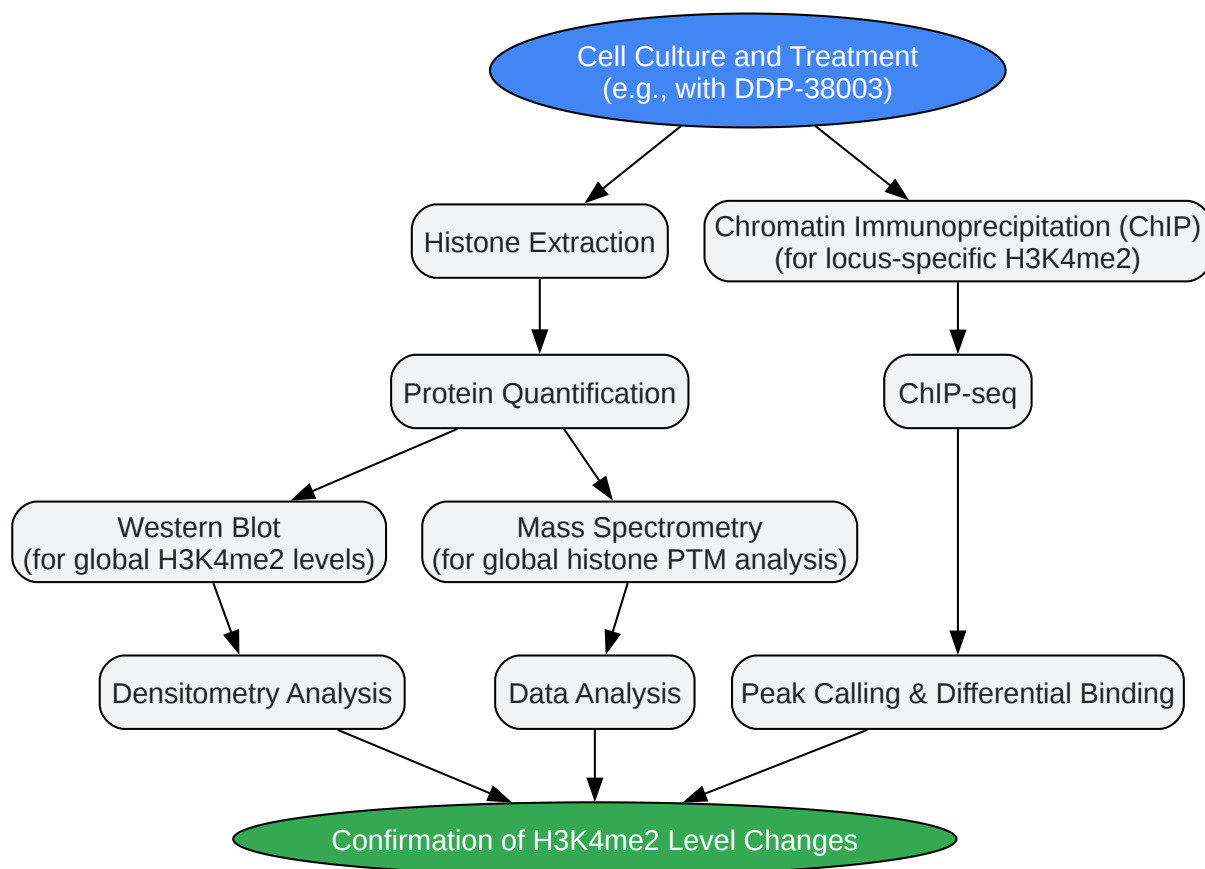 Cell Culture and Treatment
(e.g., with DDP-38003)
Histone Extraction
Chromatin Immunoprecipitation (ChIP)
(for locus-specific H3K4me2)
Protein Quantification
ChIP-seq
Western Blot
(for global H3K4me2 levels)
Mass Spectrometry
(for global histone PTM analysis)
Densitometry Analysis
Data Analysis
Peak Calling & Differential Binding
Confirmation of H3K4me2 Level Changes